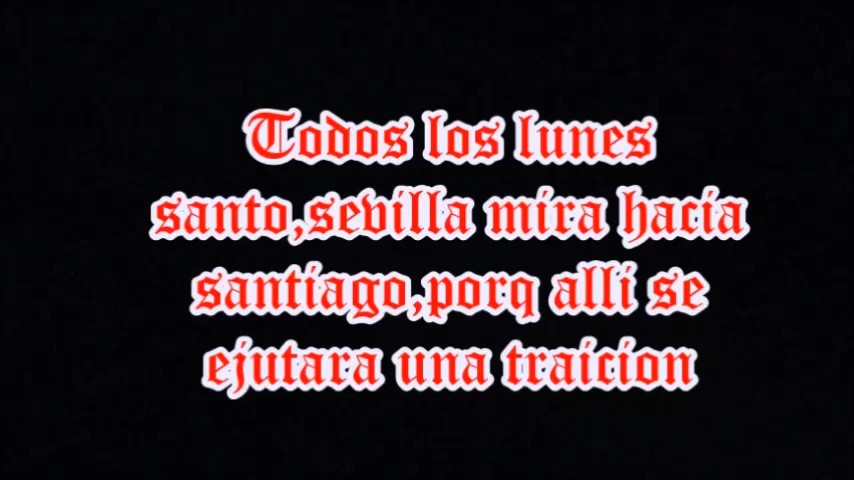 Todos los lunes
santo,sevilla mira hacia
santiago,porq alli se
ejutara una traicion